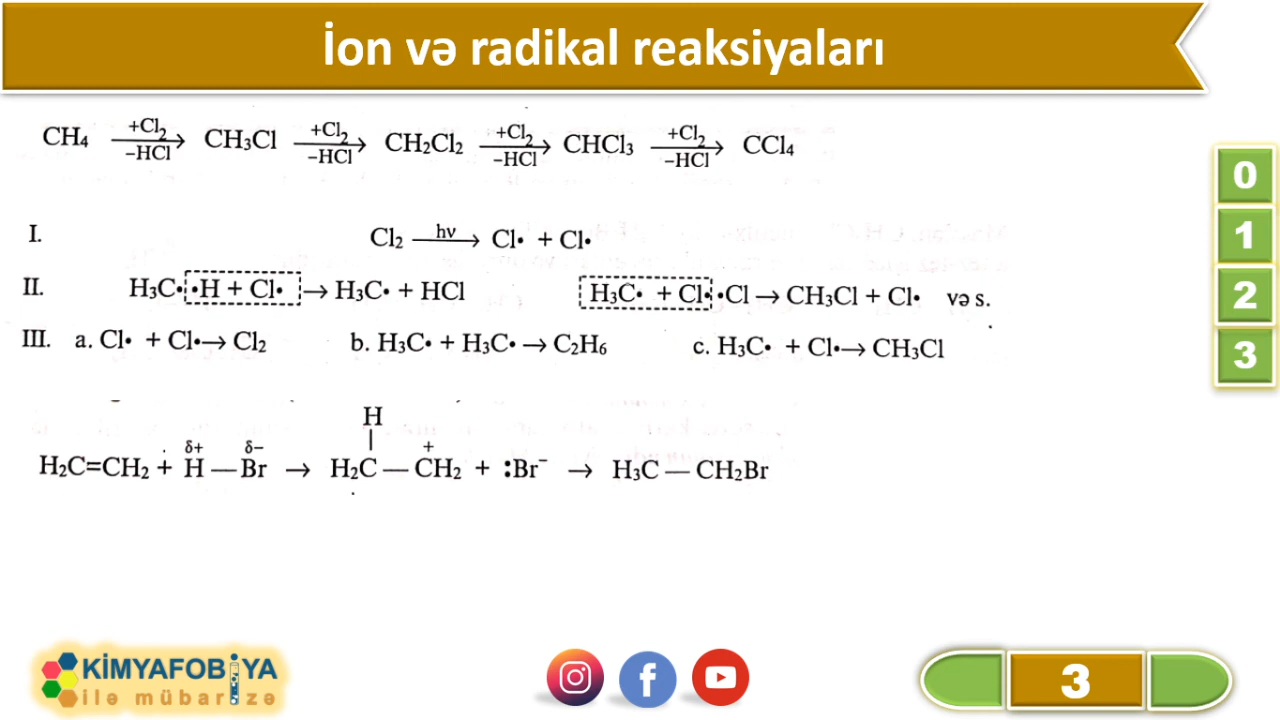 İon və radikal reaksiyaları
CH₄ +Cl₂ −HCl → CH₃Cl +Cl₂ −HCl → CH₂Cl₂ +Cl₂ −HCl → CHCl₃ +Cl₂ −HCl → CCl₄
I. Cl₂ hν → Cl• + Cl•
II. H₃C• •H + Cl• → H₃C• + HCl H₃C• + Cl• •Cl → CH₃Cl + Cl• və s.
III. a. Cl• + Cl• → Cl₂ b. H₃C• + H₃C• → C₂H₆ c. H₃C• + Cl• → CH₃Cl
H
δ+ δ− +
H₂C=CH₂ + H — Br → H₂C — CH₂ + :Br⁻ → H₃C — CH₂Br
0
1
2
3
KİMYAFOBİYA
ilə mübarizə
3